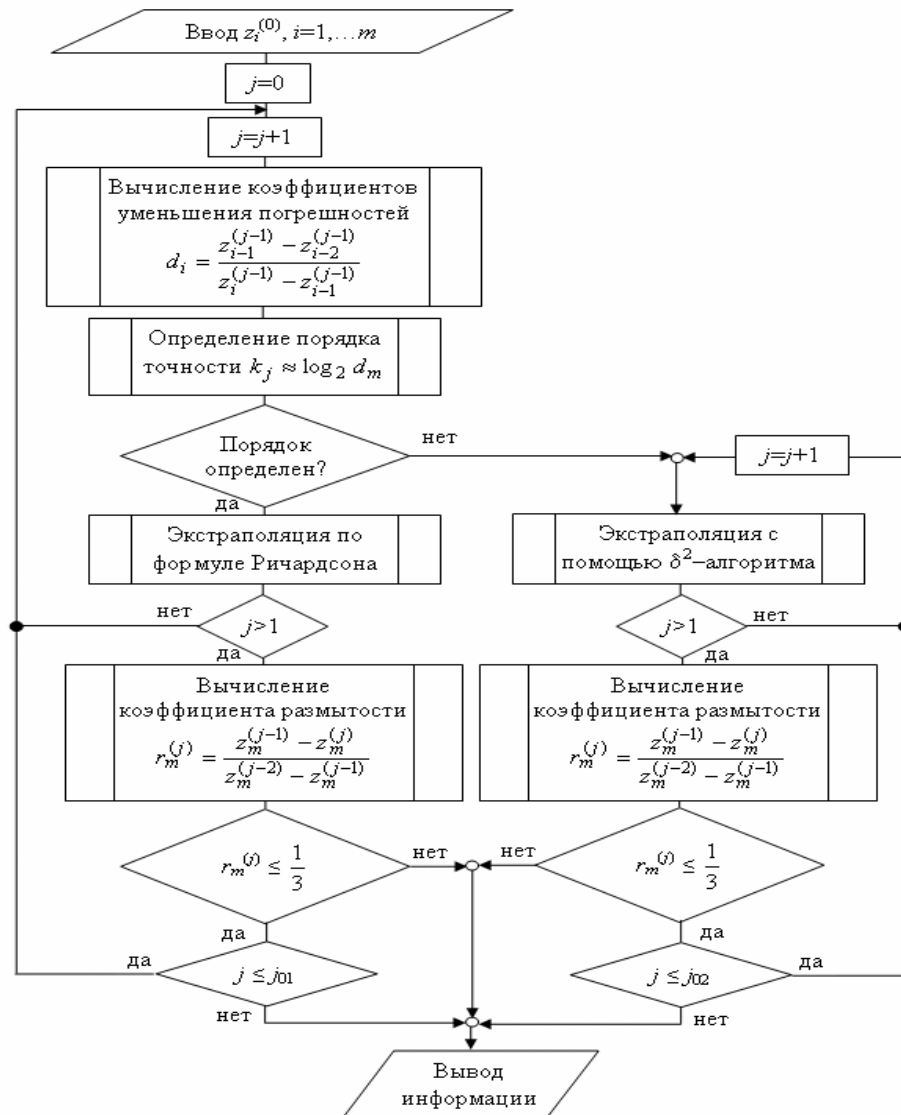 Ввод z_i^(0), i=1,…m
j=0
j=j+1
Вычисление коэффициентов
уменьшения погрешностей
d_i = (z_{i-1}^{(j-1)} − z_{i-2}^{(j-1)}) / (z_i^{(j-1)} − z_{i-1}^{(j-1)})
Определение порядка
точности k_j ≈ log_2 d_m
Порядок
определен?
нет
да
j=j+1
Экстраполяция по
формуле Ричардсона
Экстраполяция с
помощью δ²−алгоритма
нет
j>1
да
j>1
нет
да
Вычисление
коэффициента размытости
r_m^{(j)} = (z_m^{(j-1)} − z_m^{(j)}) / (z_m^{(j-2)} − z_m^{(j-1)})
Вычисление
коэффициента размытости
r_m^{(j)} = (z_m^{(j-1)} − z_m^{(j)}) / (z_m^{(j-2)} − z_m^{(j-1)})
r_m^{(j)} ≤ 1/3
нет
нет
r_m^{(j)} ≤ 1/3
да
да
да
j ≤ j_01
нет
j ≤ j_02
да
нет
Вывод
информации